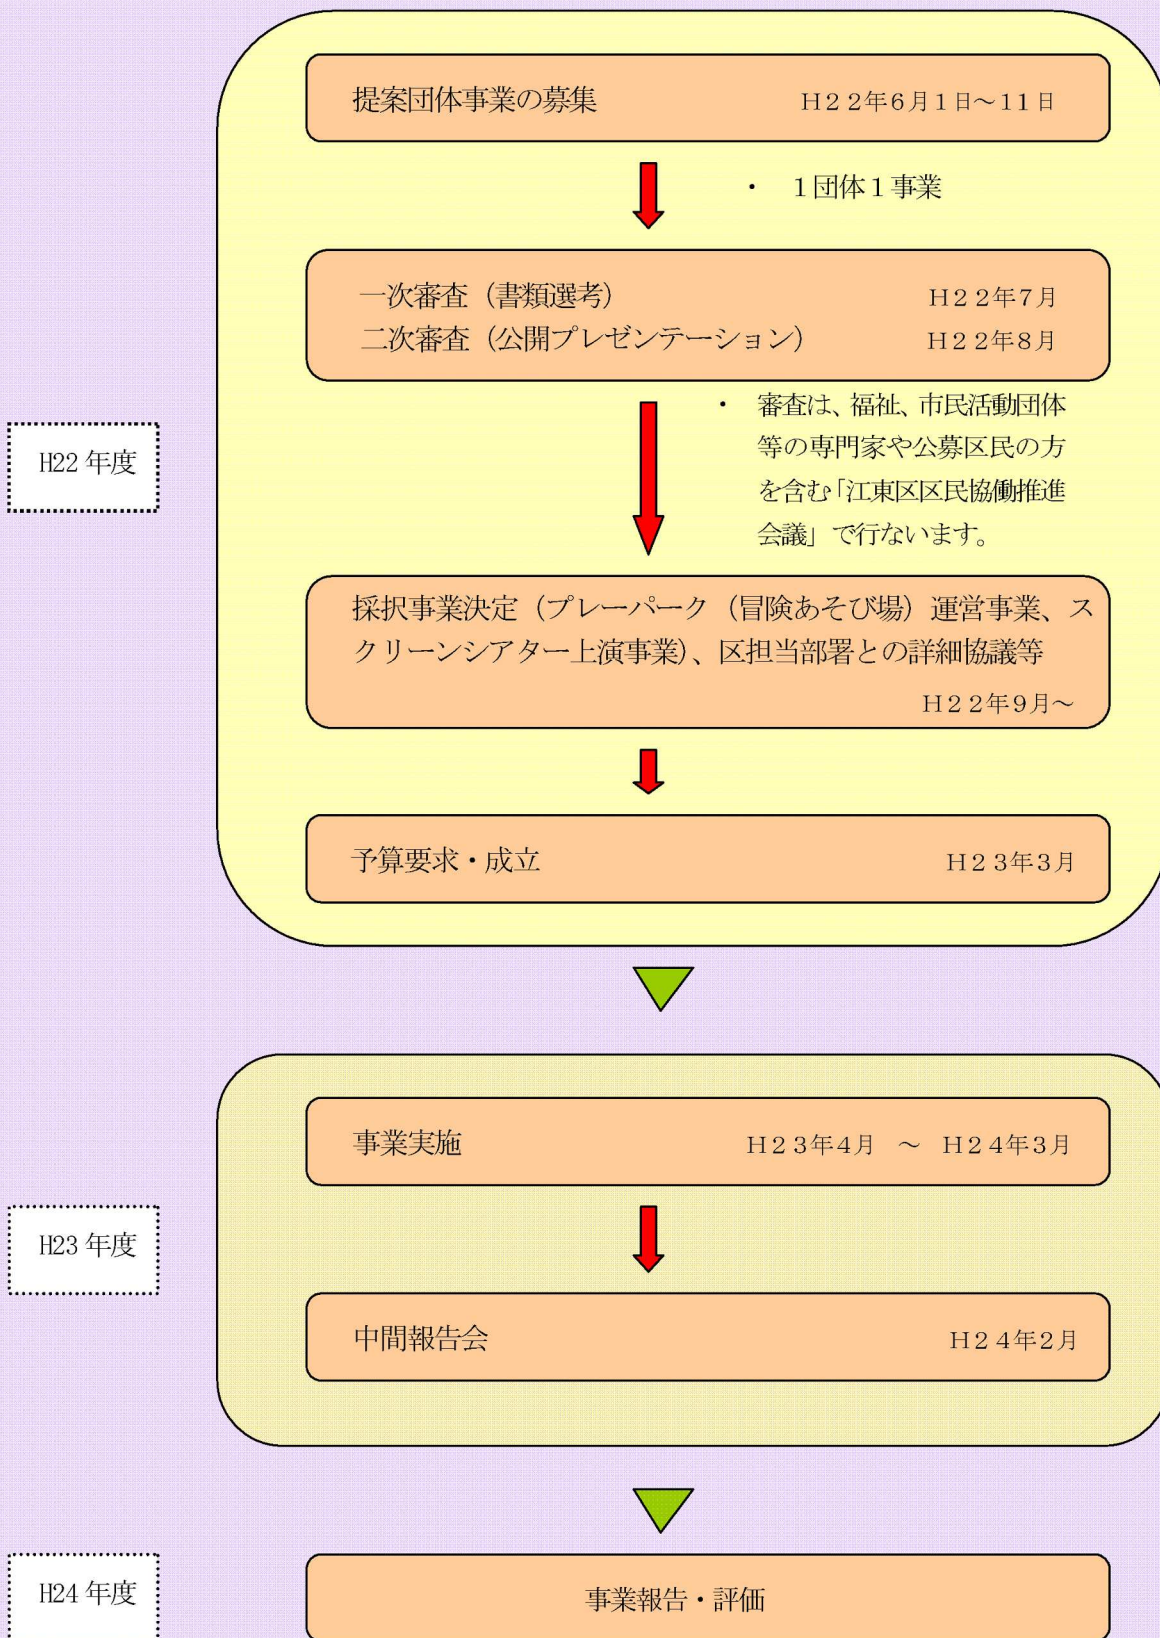 提案団体事業の募集 H22年6月1日～11日
・ 1団体1事業
一次審査（書類選考） H22年7月
二次審査（公開プレゼンテーション） H22年8月
・ 審査は、福祉、市民活動団体
等の専門家や公募区民の方
を含む「江東区区民協働推進
会議」で行ないます。
H22年度
採択事業決定（プレーパーク（冒険あそび場）運営事業、ス
クリーンシアター上演事業）、区担当部署との詳細協議等
H22年9月～
予算要求・成立 H23年3月
事業実施 H23年4月 ～ H24年3月
H23年度
中間報告会 H24年2月
H24年度
事業報告・評価